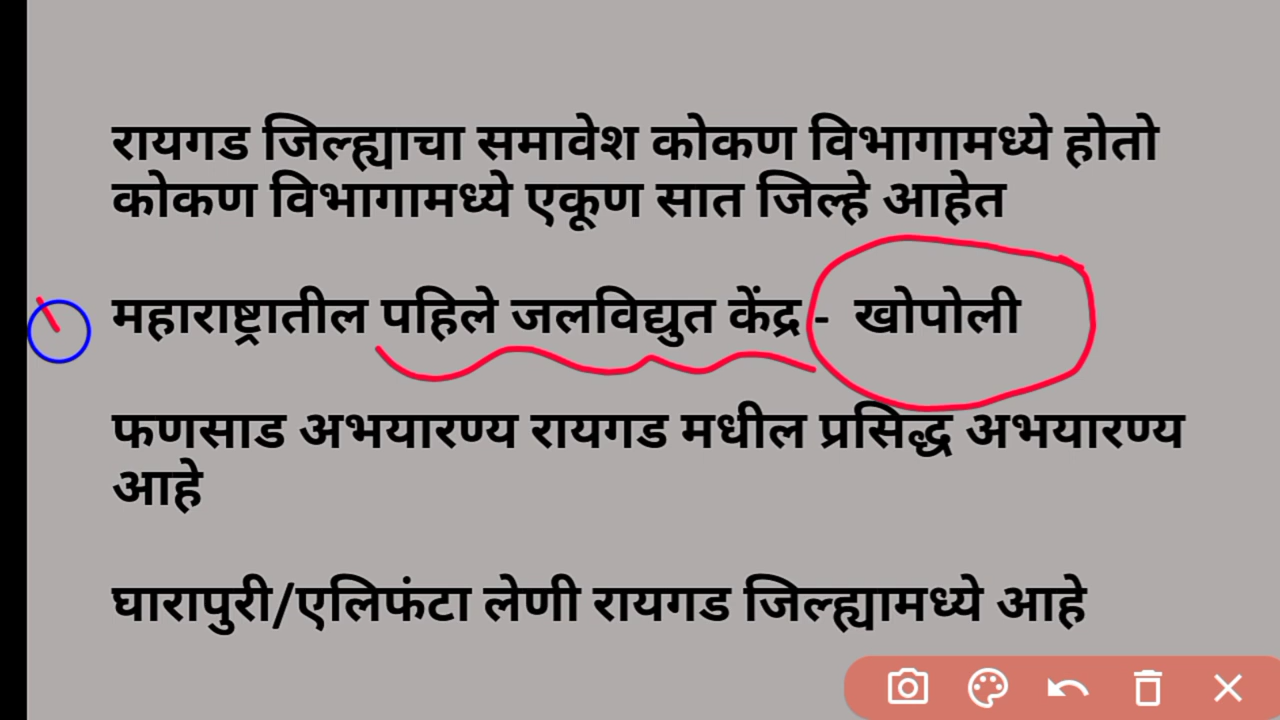 रायगड जिल्ह्याचा समावेश कोकण विभागामध्ये होतो
कोकण विभागामध्ये एकूण सात जिल्हे आहेत
महाराष्ट्रातील पहिले जलविद्युत केंद्र - खोपोली
फणसाड अभयारण्य रायगड मधील प्रसिद्ध अभयारण्य
आहे
घारापुरी/एलिफंटा लेणी रायगड जिल्ह्यामध्ये आहे